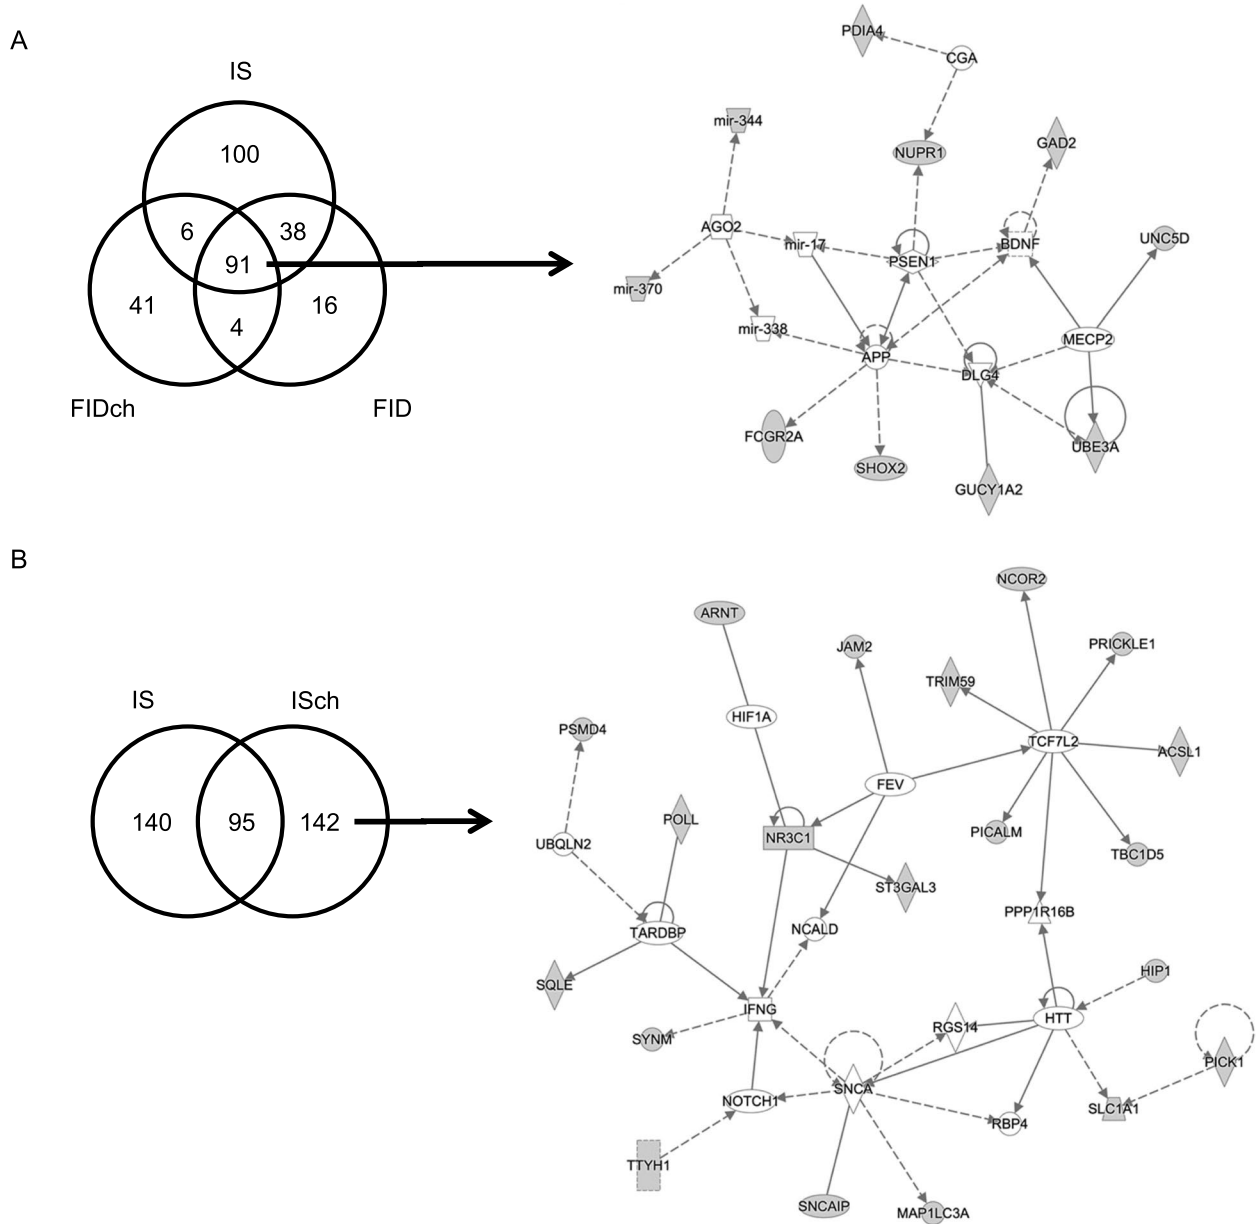 A
IS
100
6
38
91
41
16
4
FIDch
FID
PDIA4
CGA
mir-344
NUPR1
GAD2
AGO2
mir-17
PSEN1
BDNF
UNC5D
mir-370
mir-338
APP
MECP2
DLG4
FCGR2A
SHOX2
UBE3A
GUCY1A2
B
IS
ISch
140
95
142
NCOR2
ARNT
JAM2
PRICKLE1
TRIM59
HIF1A
PSMD4
TCF7L2
ACSL1
FEV
POLL
UBQLN2
NR3C1
PICALM
TBC1D5
ST3GAL3
PPP1R16B
TARDBP
NCALD
SQLE
HIP1
IFNG
HTT
SYNM
RGS14
PICK1
SNCA
NOTCH1
SLC1A1
RBP4
TTYH1
SNCAIP
MAP1LC3A